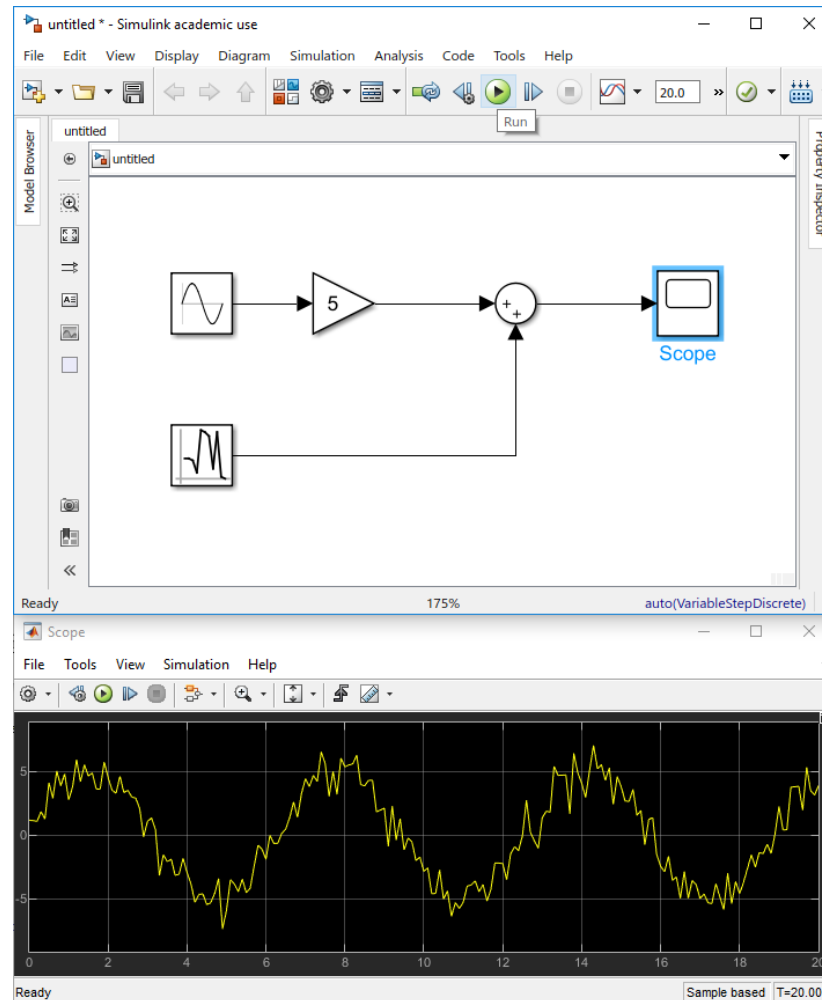 untitled * - Simulink academic use
File Edit View Display Diagram Simulation Analysis Code Tools Help
20.0 »
Run
Model Browser
untitled
Property Inspector
untitled
5
+
+
Scope
Ready 175% auto(VariableStepDiscrete)
Scope
File Tools View Simulation Help
5
0
-5
0 2 4 6 8 10 12 14 16 18 20
Ready Sample based T=20.00